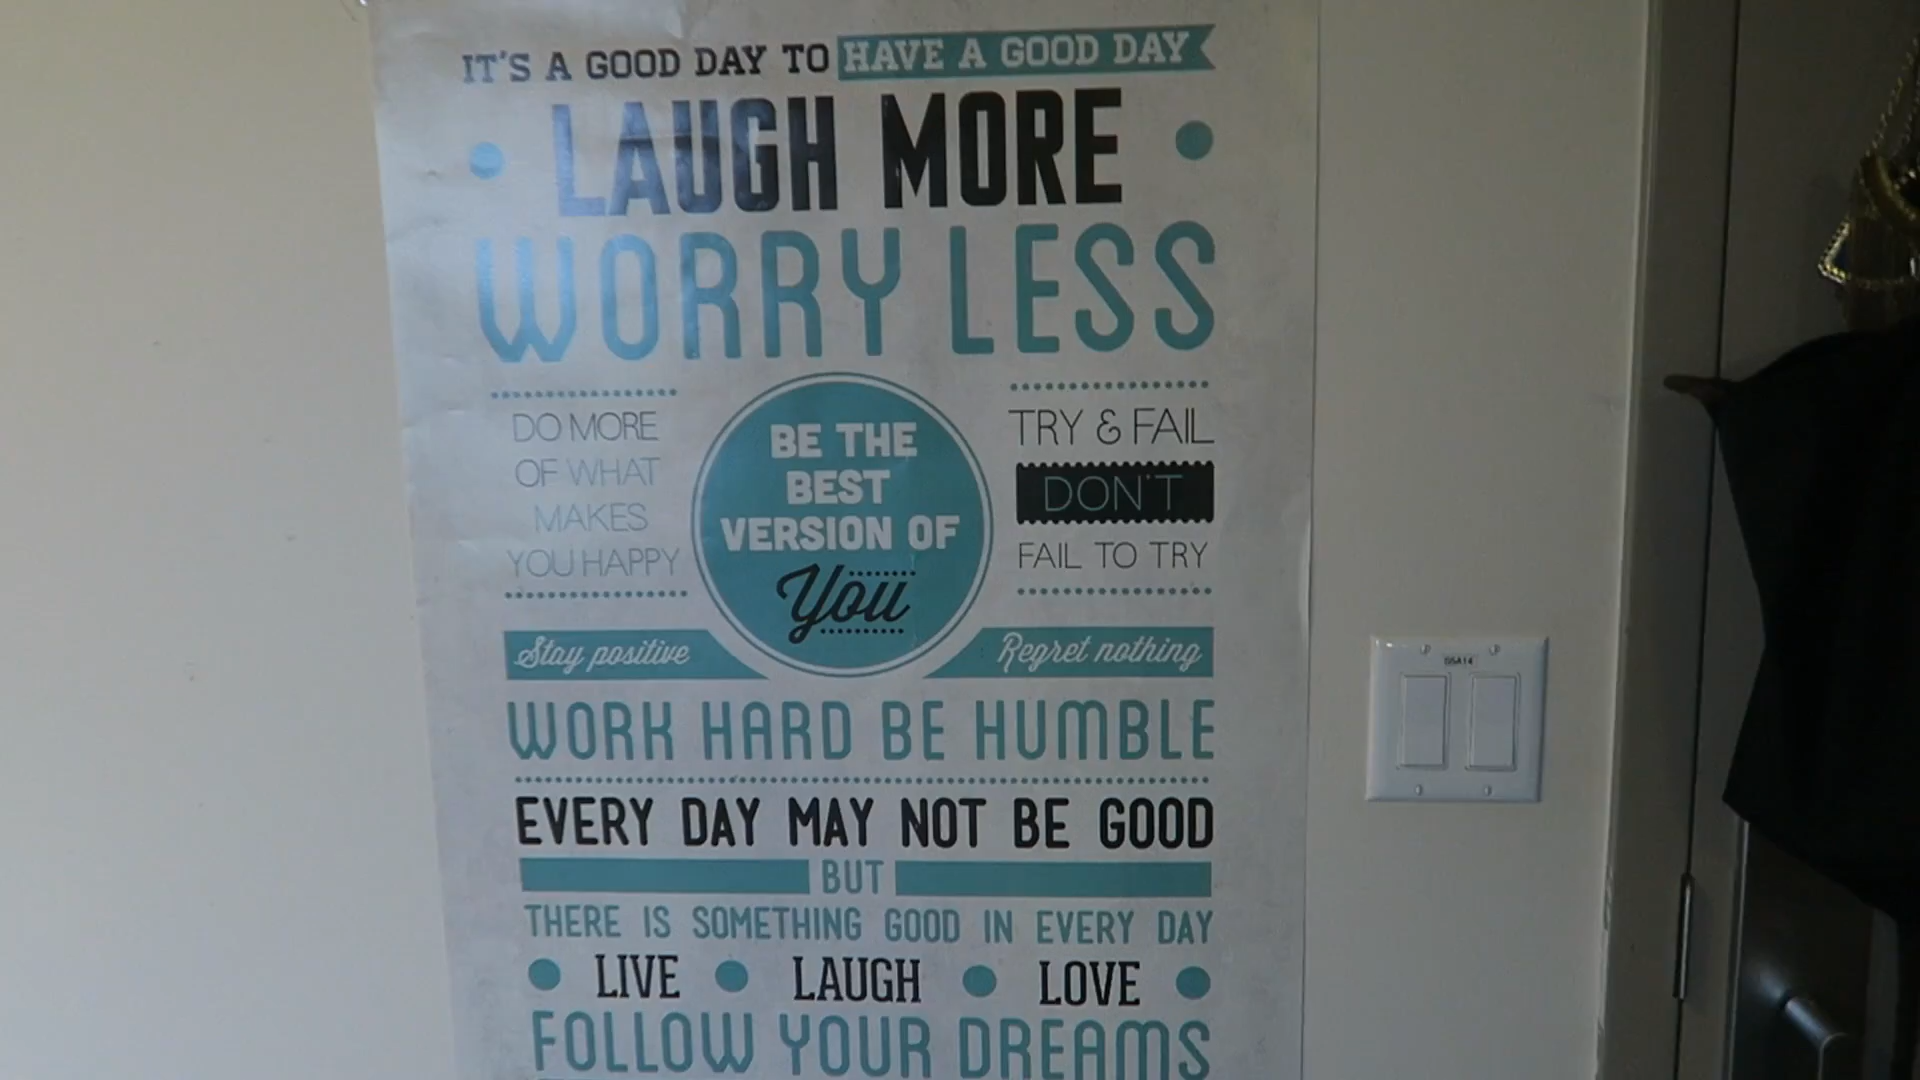 IT'S A GOOD DAY TO HAVE A GOOD DAY
LAUGH MORE
WORRY LESS
DO MORE
OF WHAT
MAKES
YOU HAPPY
BE THE
BEST
VERSION OF
You
TRY & FAIL
DON'T
FAIL TO TRY
Stay positive
Regret nothing
WORK HARD BE HUMBLE
EVERY DAY MAY NOT BE GOOD
BUT
THERE IS SOMETHING GOOD IN EVERY DAY
LIVE LAUGH LOVE
FOLLOW YOUR DREAMS